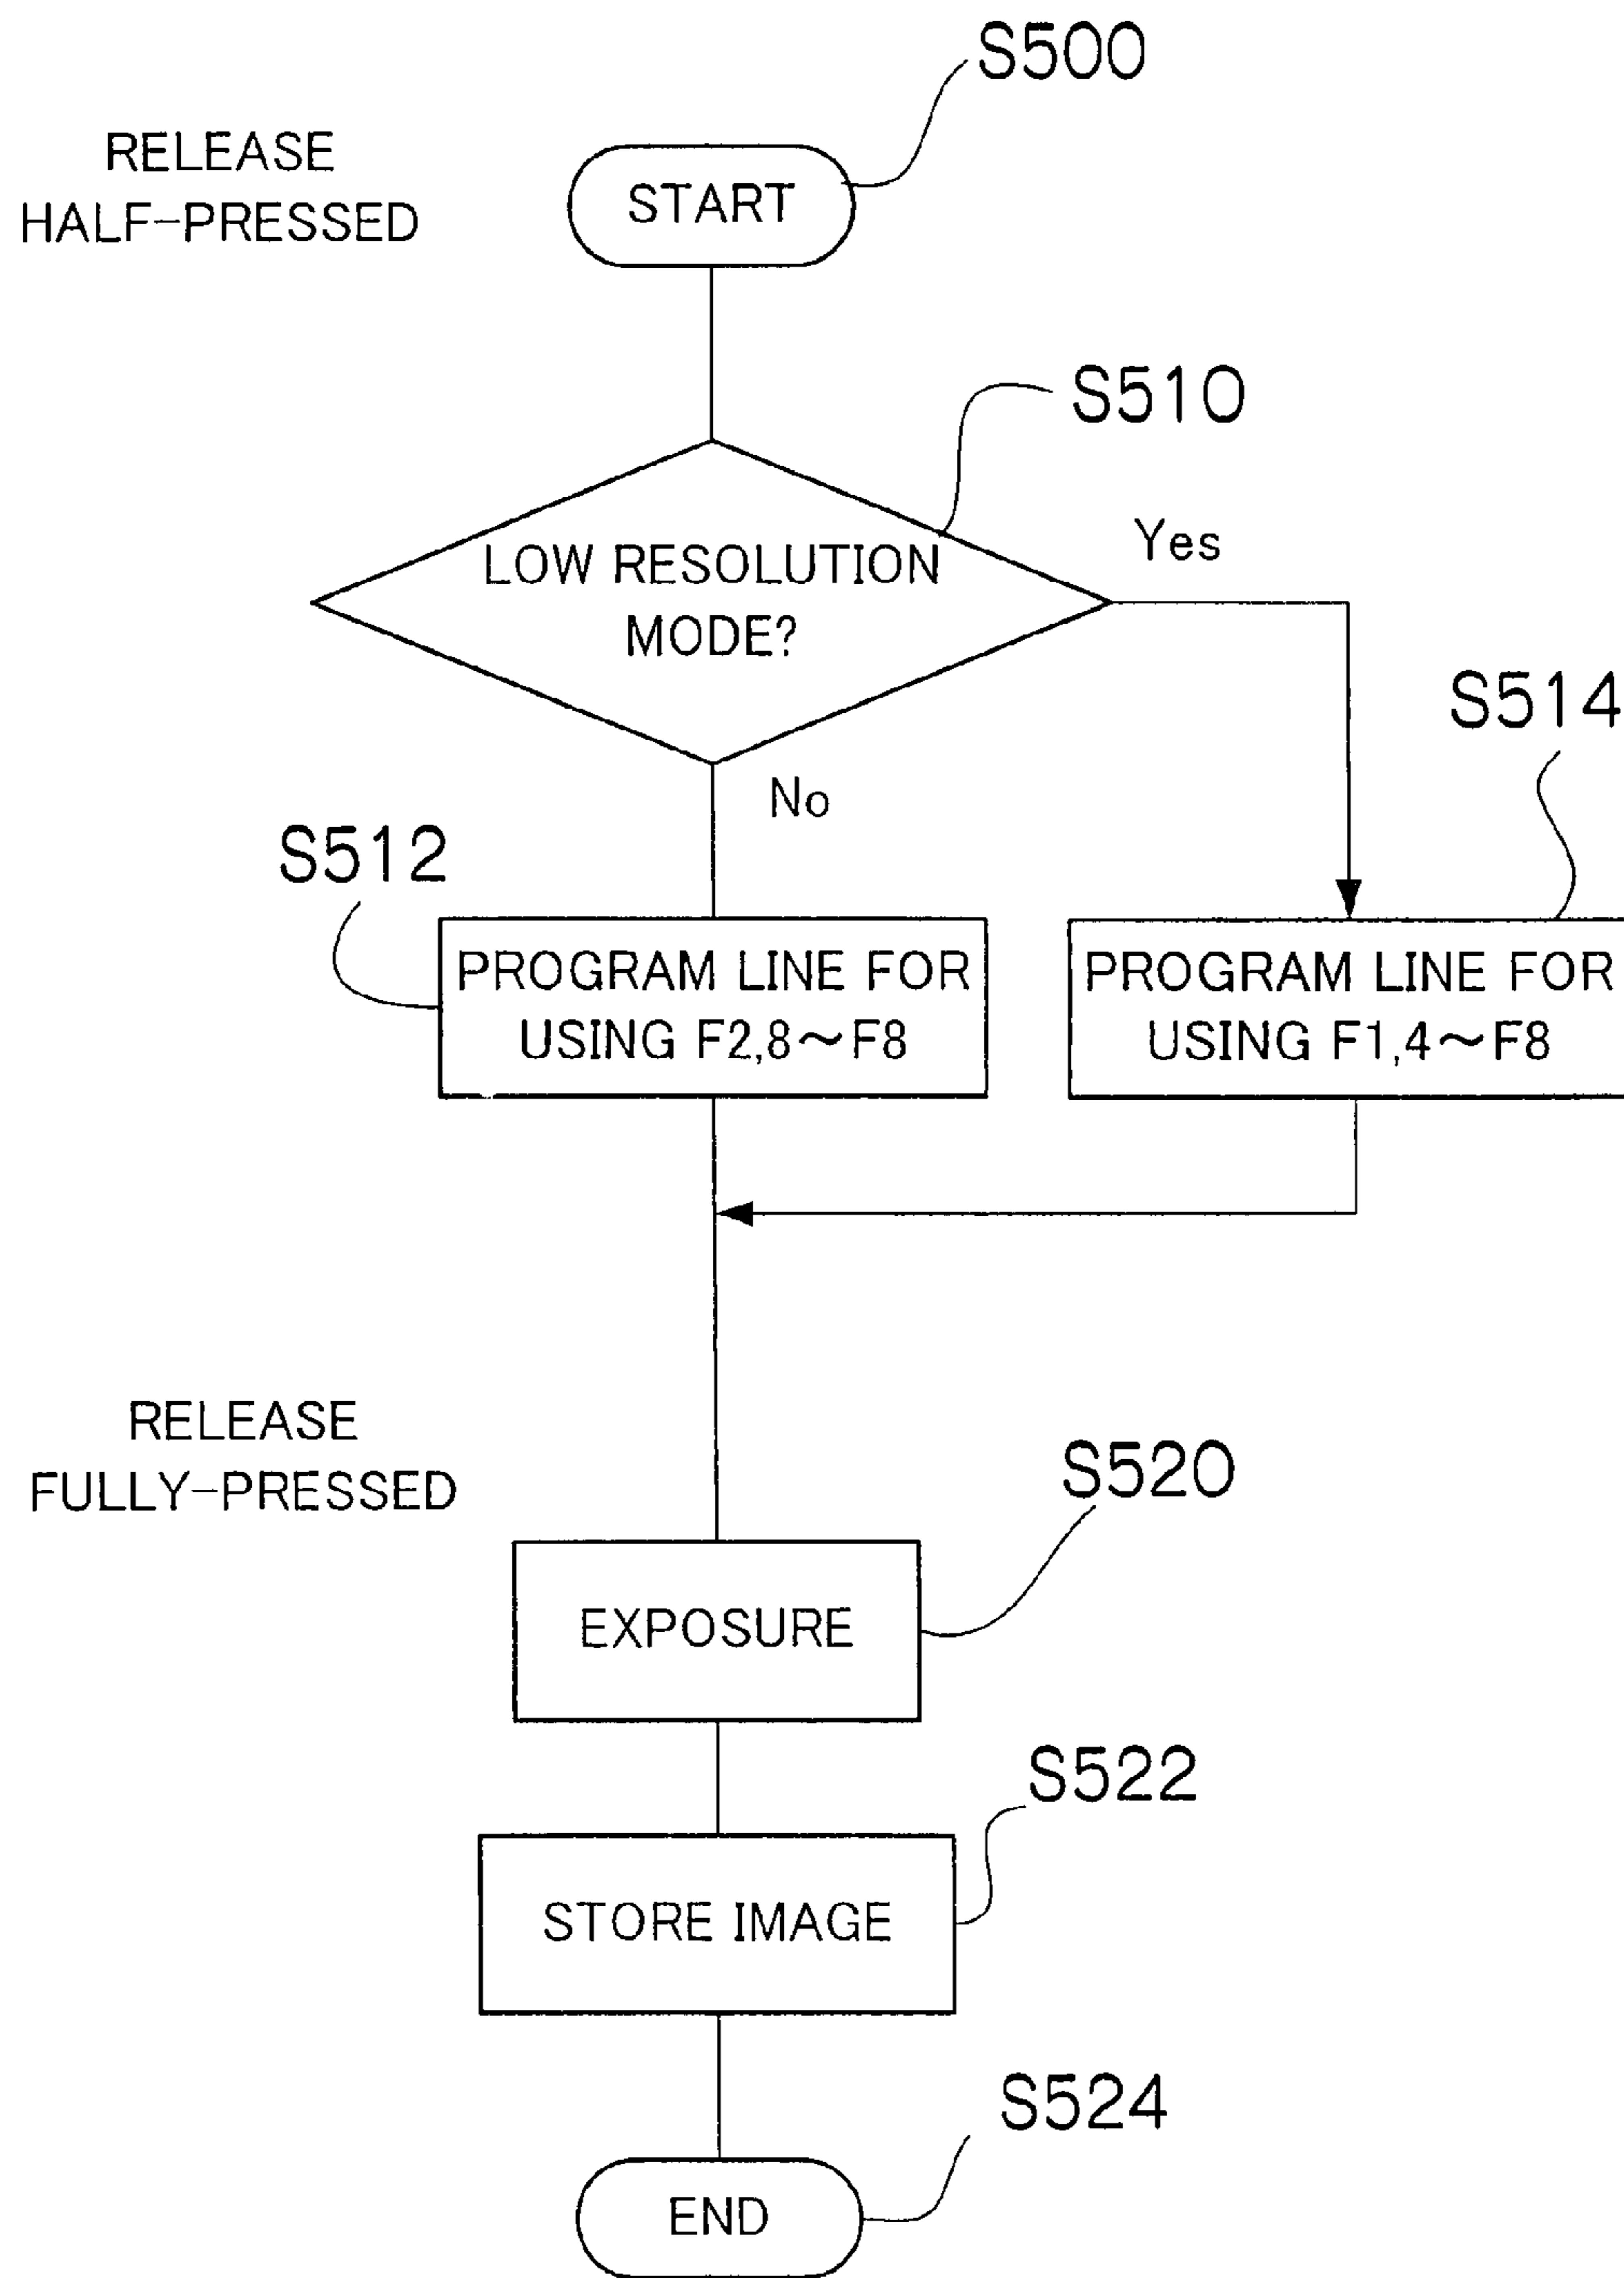 S500
RELEASE
HALF-PRESSED
START
S510
LOW RESOLUTION
MODE?
Yes
No
S512
S514
PROGRAM LINE FOR
USING F2,8～F8
PROGRAM LINE FOR
USING F1,4～F8
RELEASE
FULLY-PRESSED
S520
EXPOSURE
S522
STORE IMAGE
S524
END